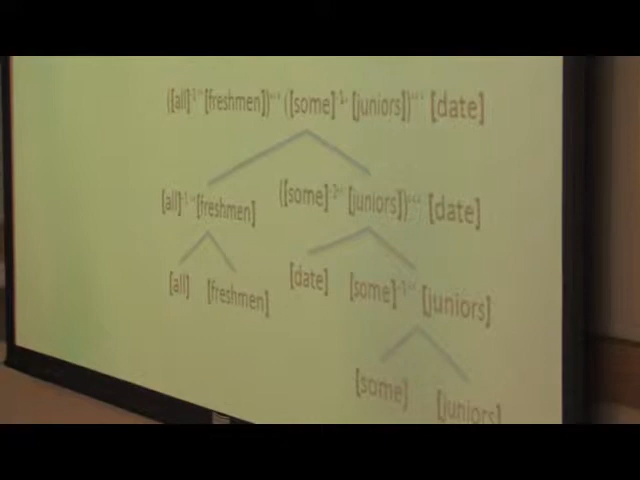 ([all] [freshmen]) ([some] [juniors]) [date]
[all] [freshmen] ([some] [juniors]) [date]
[all] [freshmen] [date] [some] [juniors]
[some] [juniors]